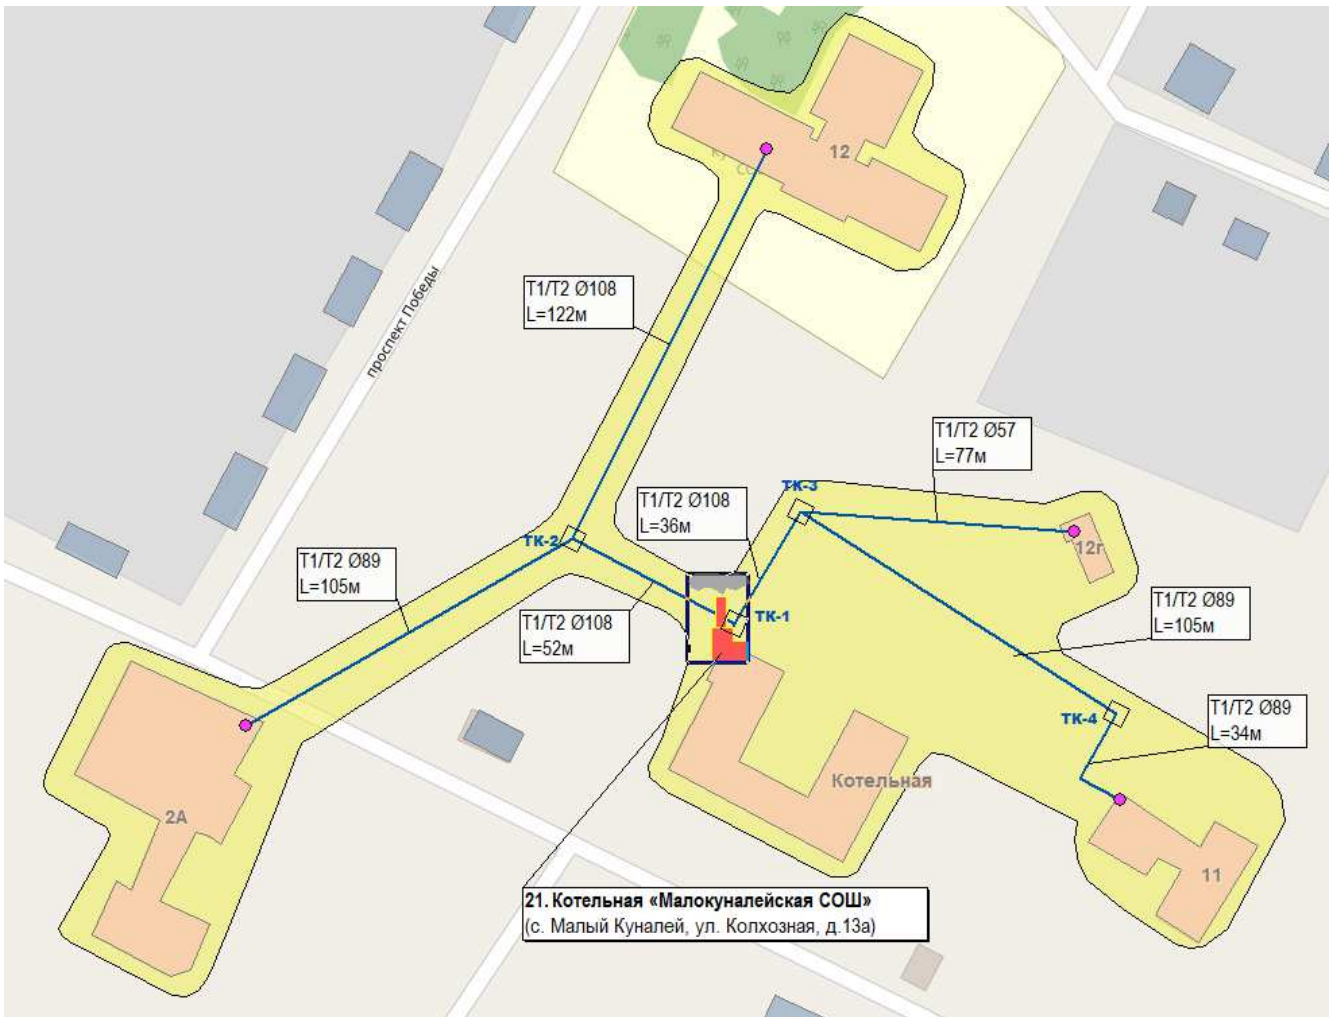 12
Т1/Т2 Ø108
L=122м
проспект Победы
Т1/Т2 Ø57
L=77м
ТК-3
Т1/Т2 Ø108
L=36м
ТК-2
12г
Т1/Т2 Ø89
L=105м
Т1/Т2 Ø89
L=105м
ТК-1
Т1/Т2 Ø108
L=52м
Т1/Т2 Ø89
L=34м
ТК-4
Котельная
2А
11
21. Котельная «Малокуналейская СОШ»
(с. Малый Куналей, ул. Колхозная, д.13а)